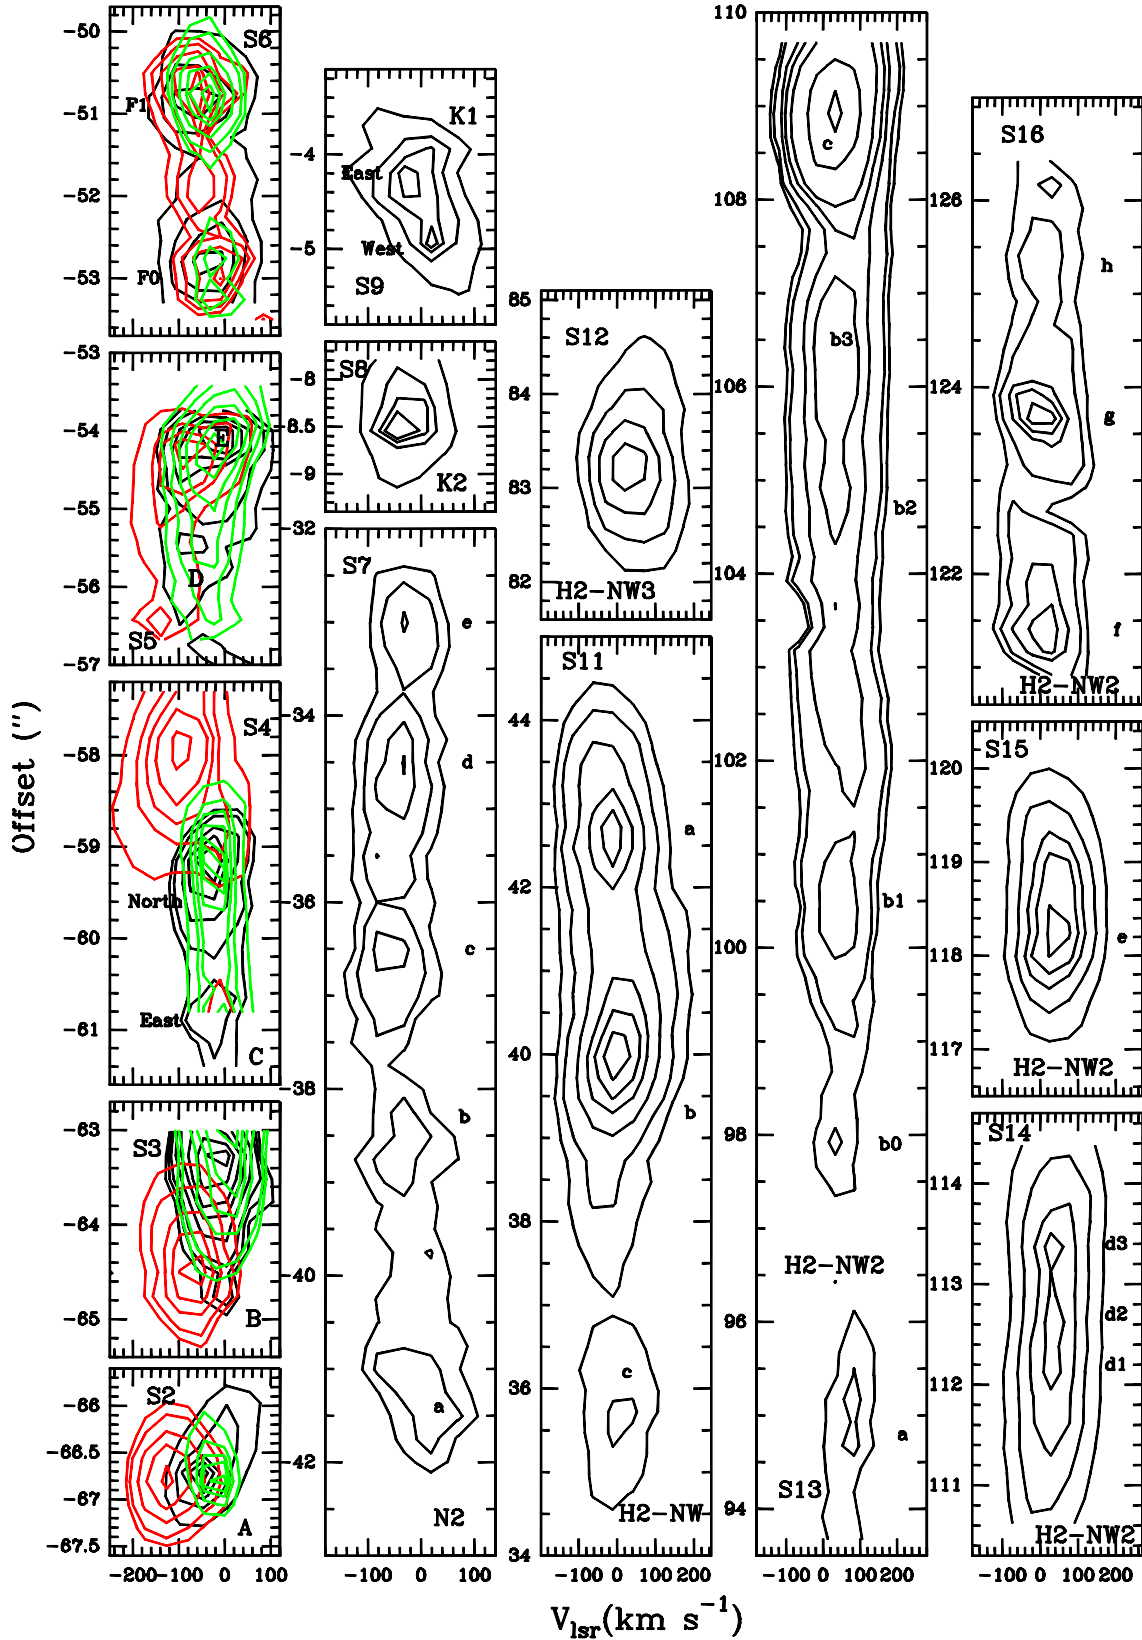 Offset (″)
V_lsr(km s^−1)
−50
−51
−52
−53
S6
F1
F0
−53
−54
−55
−56
−57
E
D
S5
−58
−59
−60
−61
S4
North
East
C
−63
−64
−65
S3
B
−66
−66.5
−67
−67.5
S2
A
−200 −100 0 100
−4
−5
K1
East
West
S9
−8
−8.5
−9
S8
K2
−32
−34
−36
−38
−40
−42
S7
e
d
c
b
a
N2
−100 0 100
85
84
83
82
S12
H2−NW3
44
42
40
38
36
34
S11
a
b
c
H2−NW
−100 0 100 200
110
108
106
104
102
100
98
96
94
c
b3
b2
b1
b0
H2−NW2
a
S13
−100 0 100 200
126
124
122
S16
h
g
f
H2−NW2
120
119
118
117
S15
e
H2−NW2
114
113
112
111
S14
d3
d2
d1
H2−NW2
−100 0 100 200